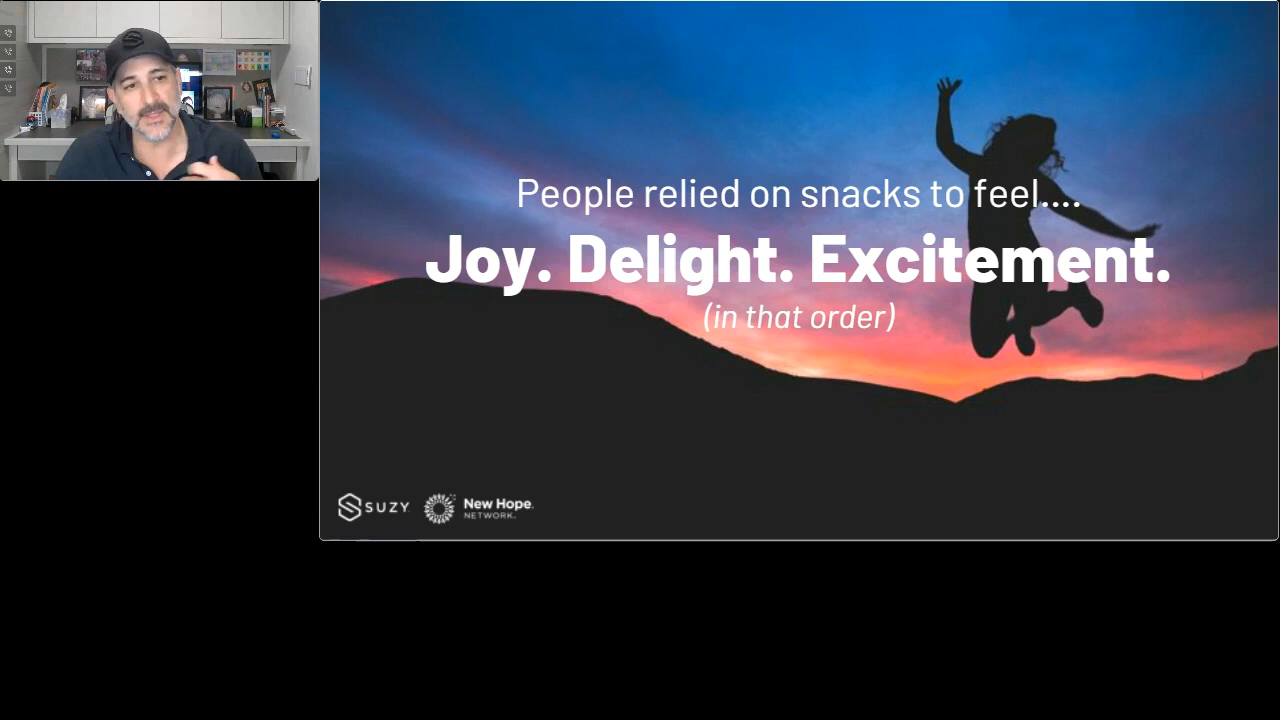 People relied on snacks to feel....
Joy. Delight. Excitement.
(in that order)
SUZY
New Hope.
NETWORK.